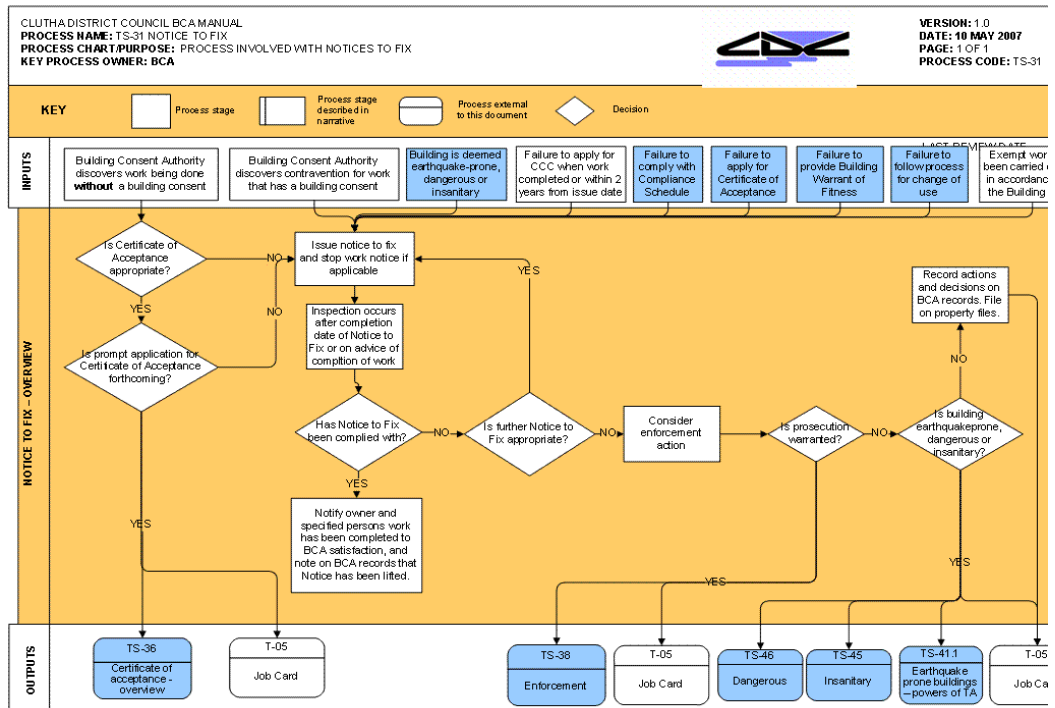 CLUTHA DISTRICT COUNCIL BCA MANUAL
PROCESS NAME: TS-31 NOTICE TO FIX
PROCESS CHART/PURPOSE: PROCESS INVOLVED WITH NOTICES TO FIX
KEY PROCESS OWNER: BCA
CDC
VERSION: 1.0
DATE: 10 MAY 2007
PAGE: 1 OF 1
PROCESS CODE: TS-31
LAST REVIEW DATE
KEY
Process stage
Process stage
described in
narrative
Process external
to this document
Decision
INPUTS
Building Consent Authority
discovers work being done
without a building consent
Building Consent Authority
discovers contravention for work
that has a building consent
Building is deemed
earthquake-prone,
dangerous or
insanitary
Failure to apply for
CCC when work
completed or within 2
years from issue date
Failure to
comply with
Compliance
Schedule
Failure to
apply for
Certificate of
Acceptance
Failure to
provide Building
Warrant of
Fitness
Failure to
follow process
for change of
use
Exempt wor
been carried o
in accordanc
the Building
NOTICE TO FIX – OVERVIEW
Is Certificate of
Acceptance
appropriate?
NO
YES
Is prompt application for
Certificate of Acceptance
forthcoming?
NO
YES
Issue notice to fix
and stop work notice if
applicable
Inspection occurs
after completion
date of Notice to
Fix or on advice of
compltion of work
Has Notice to Fix
been complied with?
NO
YES
Notify owner and
specified persons work
has been completed to
BCA satisfaction, and
note on BCA records that
Notice has been lifted.
Is further Notice to
Fix appropriate?
YES
NO
Consider
enforcement
action
Is prosecution
warranted?
NO
YES
Is building
earthquakeprone,
dangerous or
insanitary?
NO
YES
Record actions
and decisions on
BCA records. File
on property files.
OUTPUTS
TS-36
Certificate of
acceptance -
overview
T-05
Job Card
TS-38
Enforcement
T-05
Job Card
TS-46
Dangerous
TS-45
Insanitary
TS-41.1
Earthquake
prone buildings
– powers of TA
T-05
Job Ca